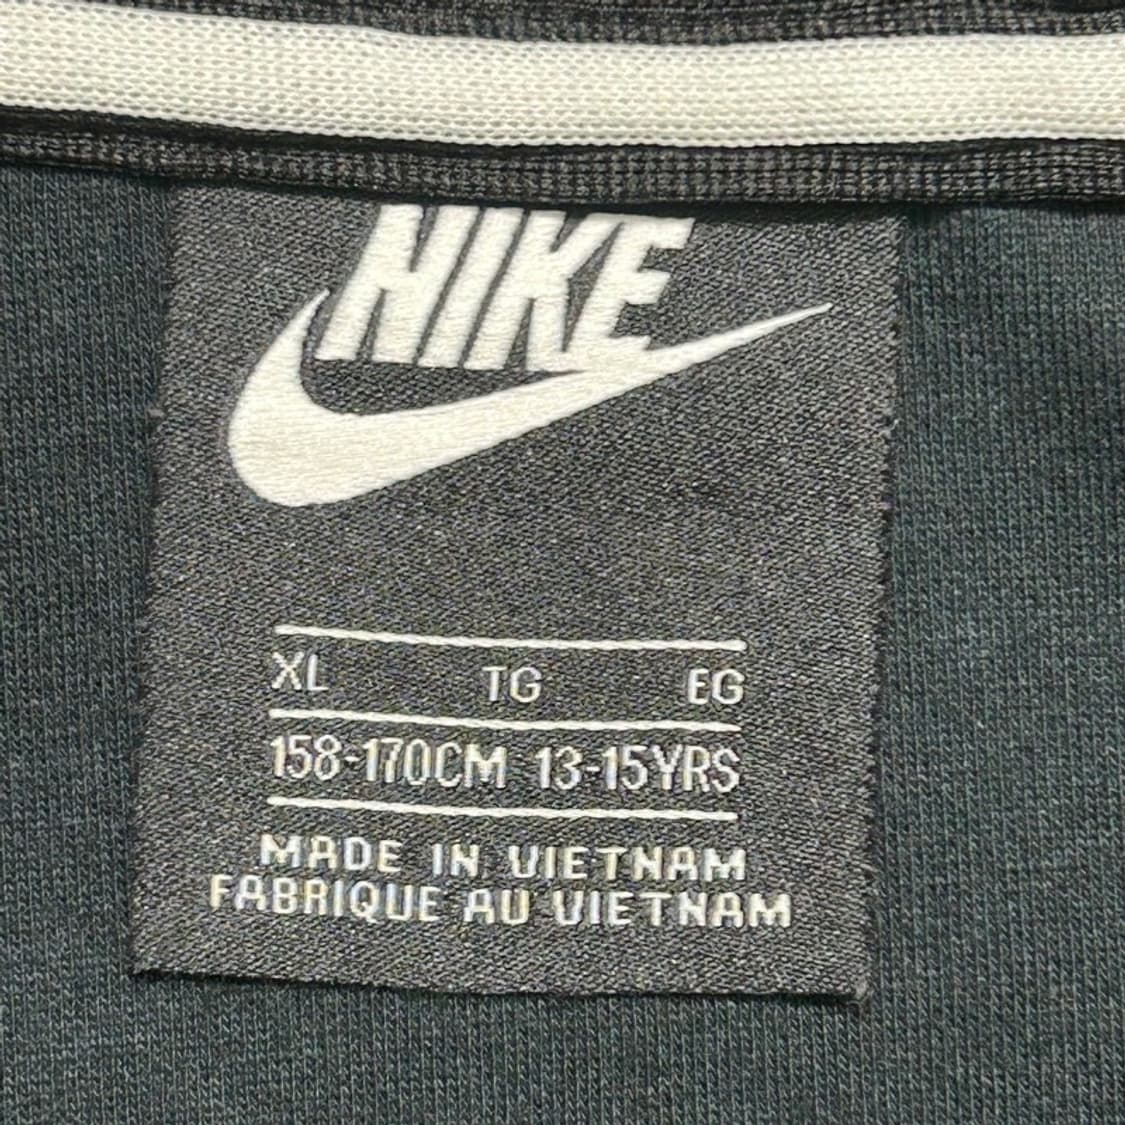 NIKE
XL TG EG
158-170CM 13-15YRS
MADE IN VIETNAM
FABRIQUE AU VIETNAM